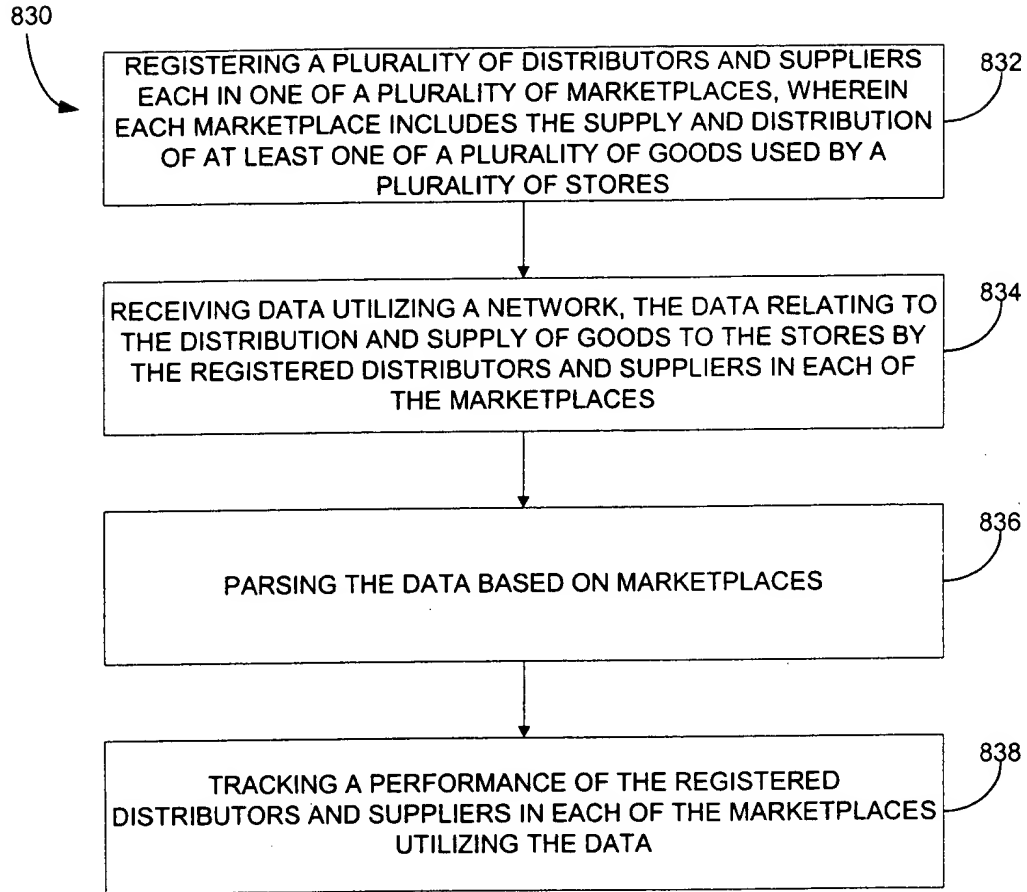 830
REGISTERING A PLURALITY OF DISTRIBUTORS AND SUPPLIERS
EACH IN ONE OF A PLURALITY OF MARKETPLACES, WHEREIN
EACH MARKETPLACE INCLUDES THE SUPPLY AND DISTRIBUTION
OF AT LEAST ONE OF A PLURALITY OF GOODS USED BY A
PLURALITY OF STORES
832
RECEIVING DATA UTILIZING A NETWORK, THE DATA RELATING TO
THE DISTRIBUTION AND SUPPLY OF GOODS TO THE STORES BY
THE REGISTERED DISTRIBUTORS AND SUPPLIERS IN EACH OF
THE MARKETPLACES
834
PARSING THE DATA BASED ON MARKETPLACES
836
TRACKING A PERFORMANCE OF THE REGISTERED
DISTRIBUTORS AND SUPPLIERS IN EACH OF THE MARKETPLACES
UTILIZING THE DATA
838